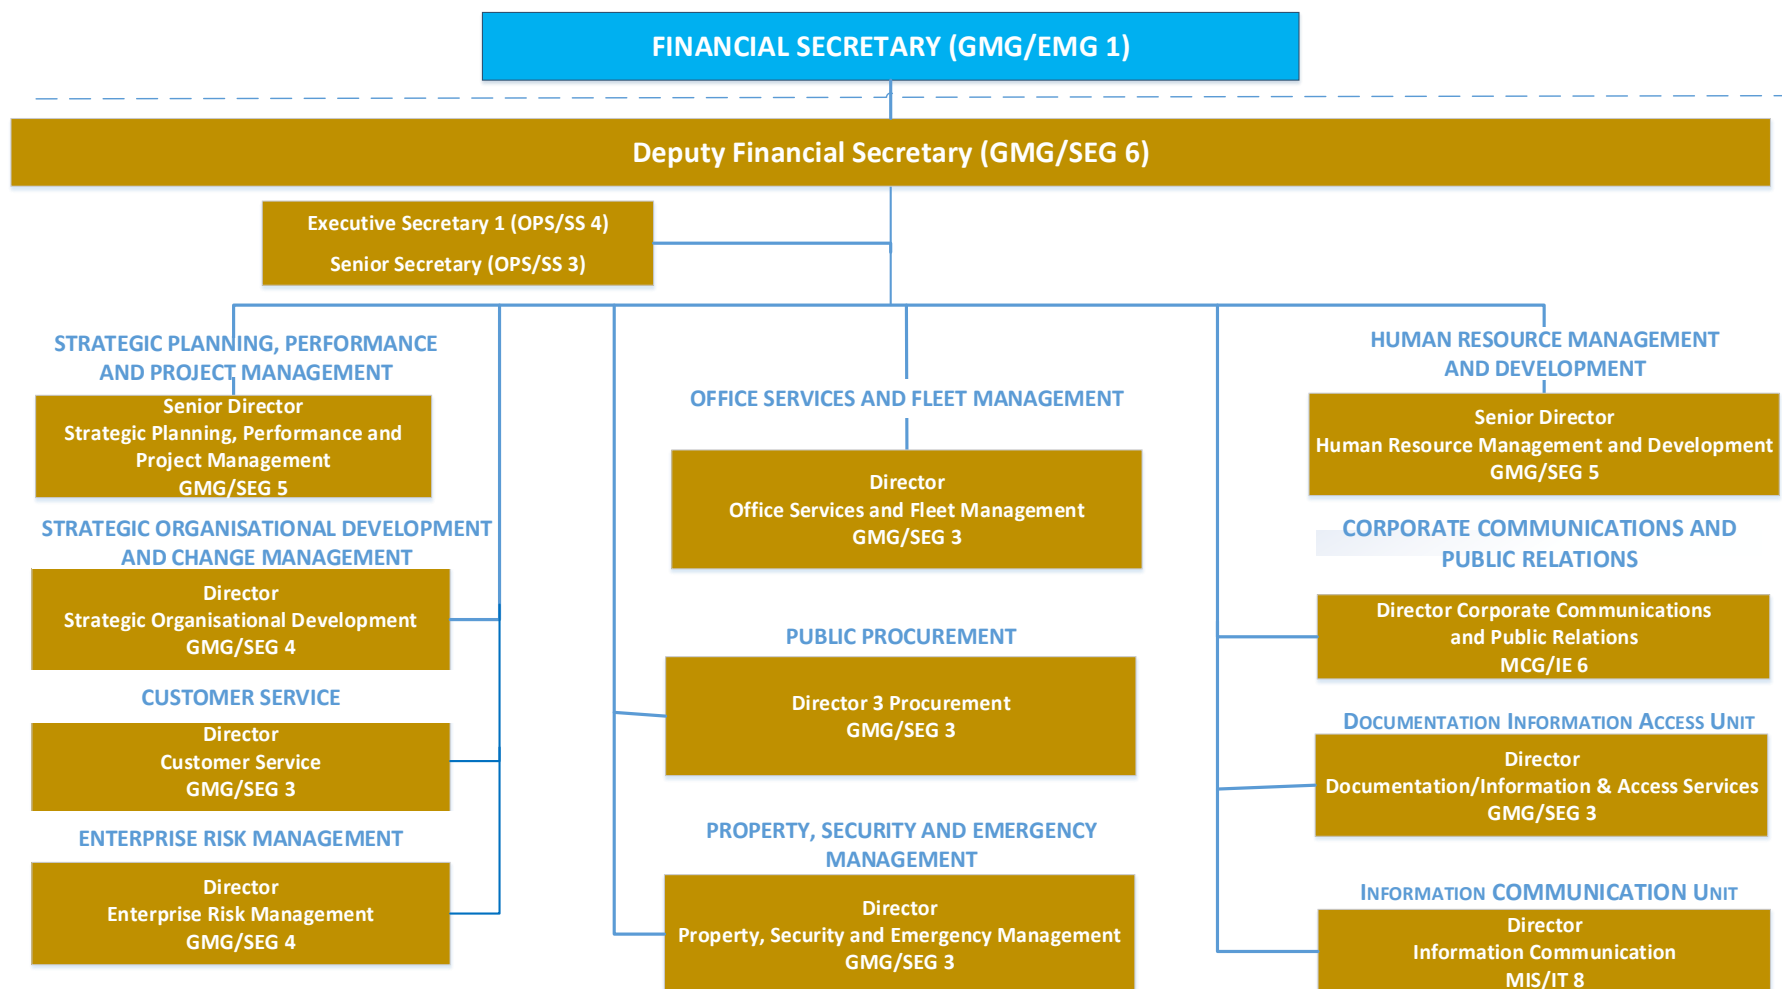 FINANCIAL SECRETARY (GMG/EMG 1)
Deputy Financial Secretary (GMG/SEG 6)
Executive Secretary 1 (OPS/SS 4)
Senior Secretary (OPS/SS 3)
STRATEGIC PLANNING, PERFORMANCE
AND PROJECT MANAGEMENT
Senior Director
Strategic Planning, Performance and
Project Management
GMG/SEG 5
STRATEGIC ORGANISATIONAL DEVELOPMENT
AND CHANGE MANAGEMENT
Director
Strategic Organisational Development
GMG/SEG 4
CUSTOMER SERVICE
Director
Customer Service
GMG/SEG 3
ENTERPRISE RISK MANAGEMENT
Director
Enterprise Risk Management
GMG/SEG 4
OFFICE SERVICES AND FLEET MANAGEMENT
Director
Office Services and Fleet Management
GMG/SEG 3
PUBLIC PROCUREMENT
Director 3 Procurement
GMG/SEG 3
PROPERTY, SECURITY AND EMERGENCY
MANAGEMENT
Director
Property, Security and Emergency Management
GMG/SEG 3
HUMAN RESOURCE MANAGEMENT
AND DEVELOPMENT
Senior Director
Human Resource Management and Development
GMG/SEG 5
CORPORATE COMMUNICATIONS AND
PUBLIC RELATIONS
Director Corporate Communications
and Public Relations
MCG/IE 6
DOCUMENTATION INFORMATION ACCESS UNIT
Director
Documentation/Information & Access Services
GMG/SEG 3
INFORMATION COMMUNICATION UNIT
Director
Information Communication
MIS/IT 8